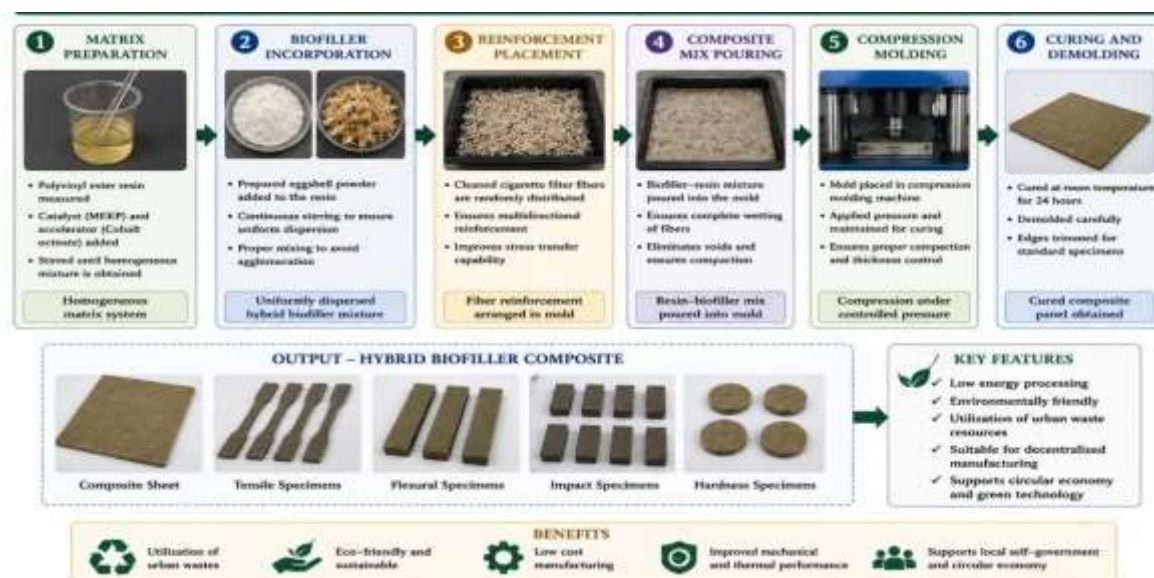 1 MATRIX
PREPARATION
• Polyvinyl ester resin
measured
• Catalyst (MEKP) and
accelerator (Cobalt
octoate) added
• Stirred until homogeneous
mixture is obtained
Homogeneous
matrix system
2 BIOFILLER
INCORPORATION
• Prepared eggshell powder
added to the resin
• Continuous stirring to ensure
uniform dispersion
• Proper mixing to avoid
agglomeration
Uniformly dispersed
hybrid biofiller mixture
3 REINFORCEMENT
PLACEMENT
• Cleaned cigarette filter fibers
are randomly distributed
• Ensures multidirectional
reinforcement
• Improves stress transfer
capability
Fiber reinforcement
arranged in mold
4 COMPOSITE
MIX POURING
• Biofiller–resin mixture
poured into the mold
• Ensures complete wetting
of fibers
• Eliminates voids and
ensures compaction
Resin–biofiller mix
poured into mold
5 COMPRESSION
MOLDING
• Mold placed in compression
molding machine
• Applied pressure and
maintained for curing
• Ensures proper compaction
and thickness control
Compression under
controlled pressure
6 CURING AND
DEMOLDING
• Cured at room temperature
for 24 hours
• Demolded carefully
• Edges trimmed for
standard specimens
Cured composite
panel obtained
OUTPUT – HYBRID BIOFILLER COMPOSITE
Composite Sheet
Tensile Specimens
Flexural Specimens
Impact Specimens
Hardness Specimens
KEY FEATURES
✓ Low energy processing
✓ Environmentally friendly
✓ Utilization of urban waste
resources
✓ Suitable for decentralized
manufacturing
✓ Supports circular economy
and green technology
BENEFITS
Utilization of
urban wastes
Eco-friendly and
sustainable
Low cost
manufacturing
Improved mechanical
and thermal performance
Supports local self-government
and circular economy